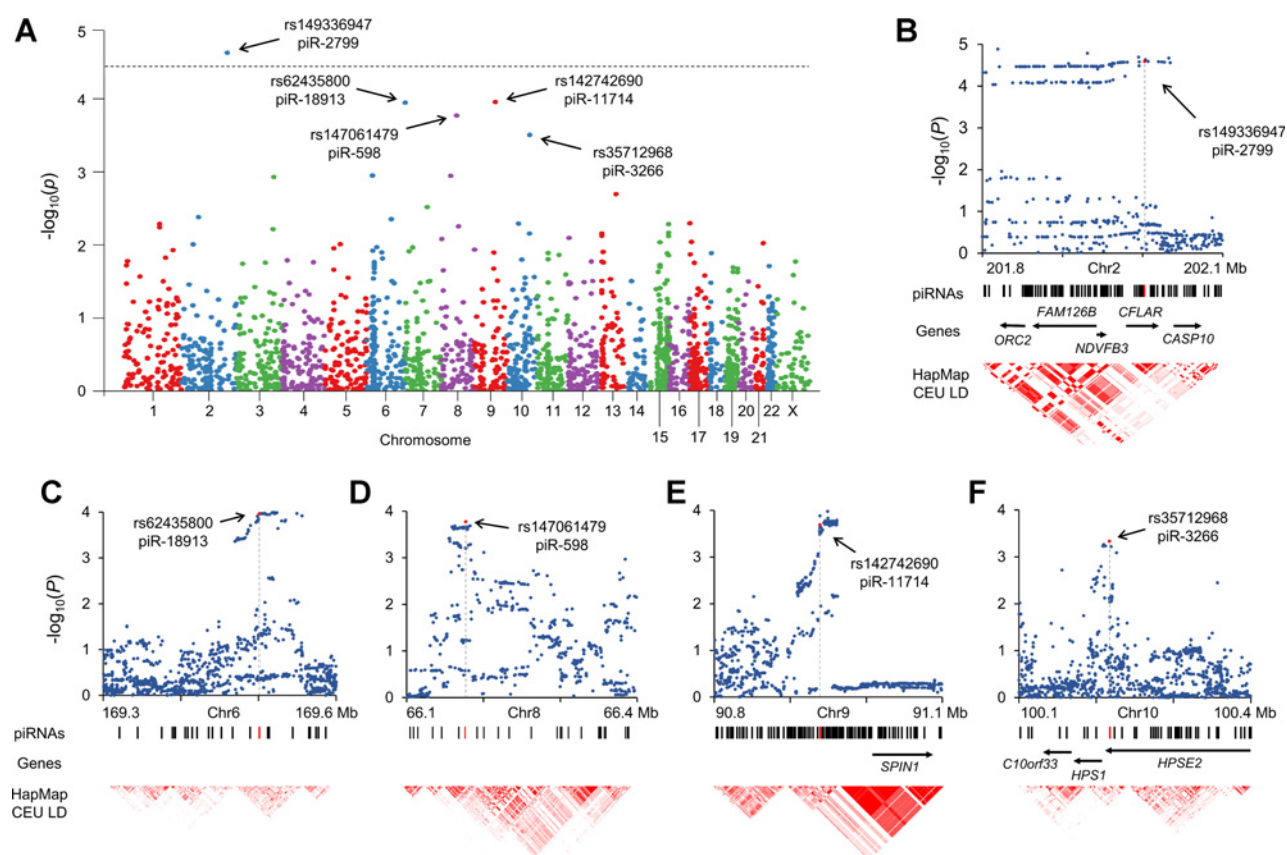 A
-log10(p)
5
4
3
2
1
0
rs149336947
piR-2799
rs62435800
piR-18913
rs142742690
piR-11714
rs147061479
piR-598
rs35712968
piR-3266
1 2 3 4 5 6 7 8 9 10 11 12 13 14 16 18 20 22 X
15 17 19 21
Chromosome
B
-log10(P)
5
4
3
2
1
0
rs149336947
piR-2799
201.8 Chr2 202.1 Mb
piRNAs
FAM126B CFLAR
Genes
ORC2 NDVFB3 CASP10
HapMap
CEU LD
C
-log10(P)
4
3
2
1
0
rs62435800
piR-18913
169.3 Chr6 169.6 Mb
piRNAs
Genes
HapMap
CEU LD
D
4
3
2
1
0
rs147061479
piR-598
66.1 Chr8 66.4 Mb
E
4
3
2
1
0
rs142742690
piR-11714
90.8 Chr9 91.1 Mb
SPIN1
F
4
3
2
1
0
rs35712968
piR-3266
100.1 Chr10 100.4 Mb
C10orf33
HPS1 HPSE2